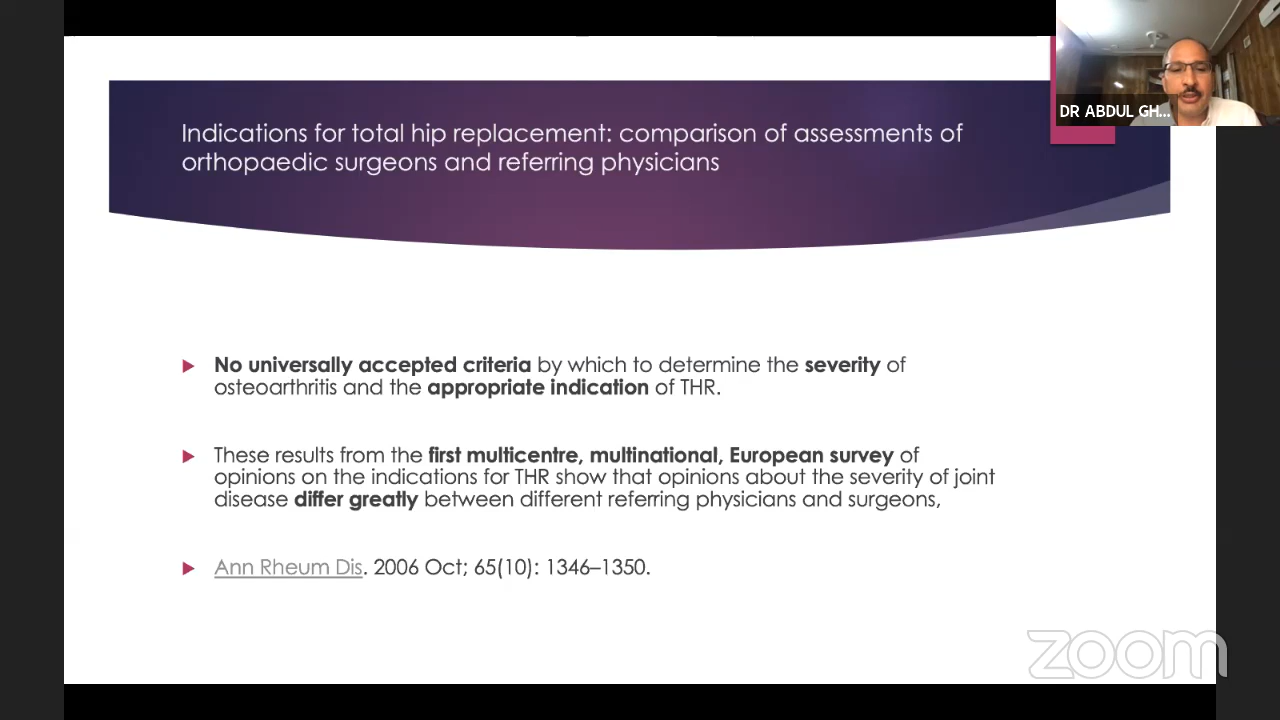 DR ABDUL GH...
Indications for total hip replacement: comparison of assessments of
orthopaedic surgeons and referring physicians
No universally accepted criteria by which to determine the severity of
osteoarthritis and the appropriate indication of THR.
These results from the first multicentre, multinational, European survey of
opinions on the indications for THR show that opinions about the severity of joint
disease differ greatly between different referring physicians and surgeons,
Ann Rheum Dis. 2006 Oct; 65(10): 1346–1350.
zoom